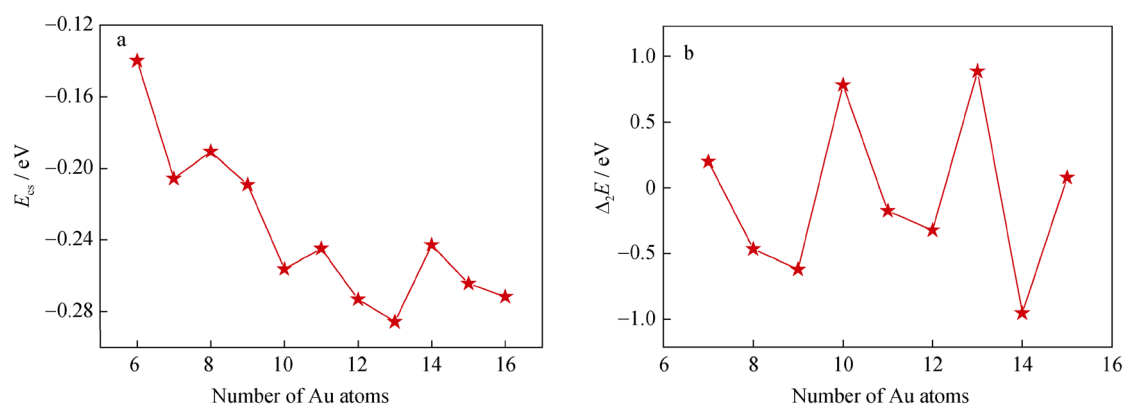 a
−0.12
−0.16
−0.20
−0.24
−0.28
E_cs / eV
6 8 10 12 14 16
Number of Au atoms
b
1.0
0.5
0
−0.5
−1.0
Δ₂E / eV
6 8 10 12 14 16
Number of Au atoms